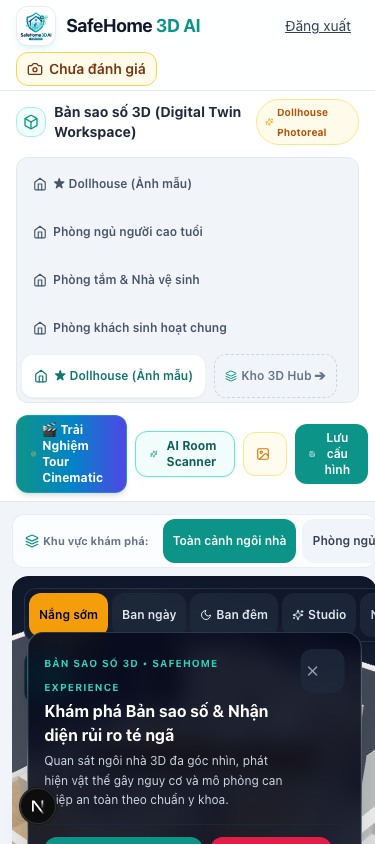 SafeHome 3D AI
Đăng xuất
Chưa đánh giá
Bản sao số 3D (Digital Twin
Workspace)
Dollhouse
Photoreal
★ Dollhouse (Ảnh mẫu)
Phòng ngủ người cao tuổi
Phòng tắm & Nhà vệ sinh
Phòng khách sinh hoạt chung
★ Dollhouse (Ảnh mẫu)
Kho 3D Hub ➔
🎬 Trải
Nghiệm
Tour
Cinematic
AI Room
Scanner
Lưu
cấu
hình
Khu vực khám phá:
Toàn cảnh ngôi nhà
Phòng ngủ
Nắng sớm
Ban ngày
Ban đêm
Studio
BẢN SAO SỐ 3D • SAFEHOME
EXPERIENCE
Khám phá Bản sao số & Nhận
diện rủi ro té ngã
Quan sát ngôi nhà 3D đa góc nhìn, phát
hiện vật thể gây nguy cơ và mô phỏng can
thiệp an toàn theo chuẩn y khoa.
N